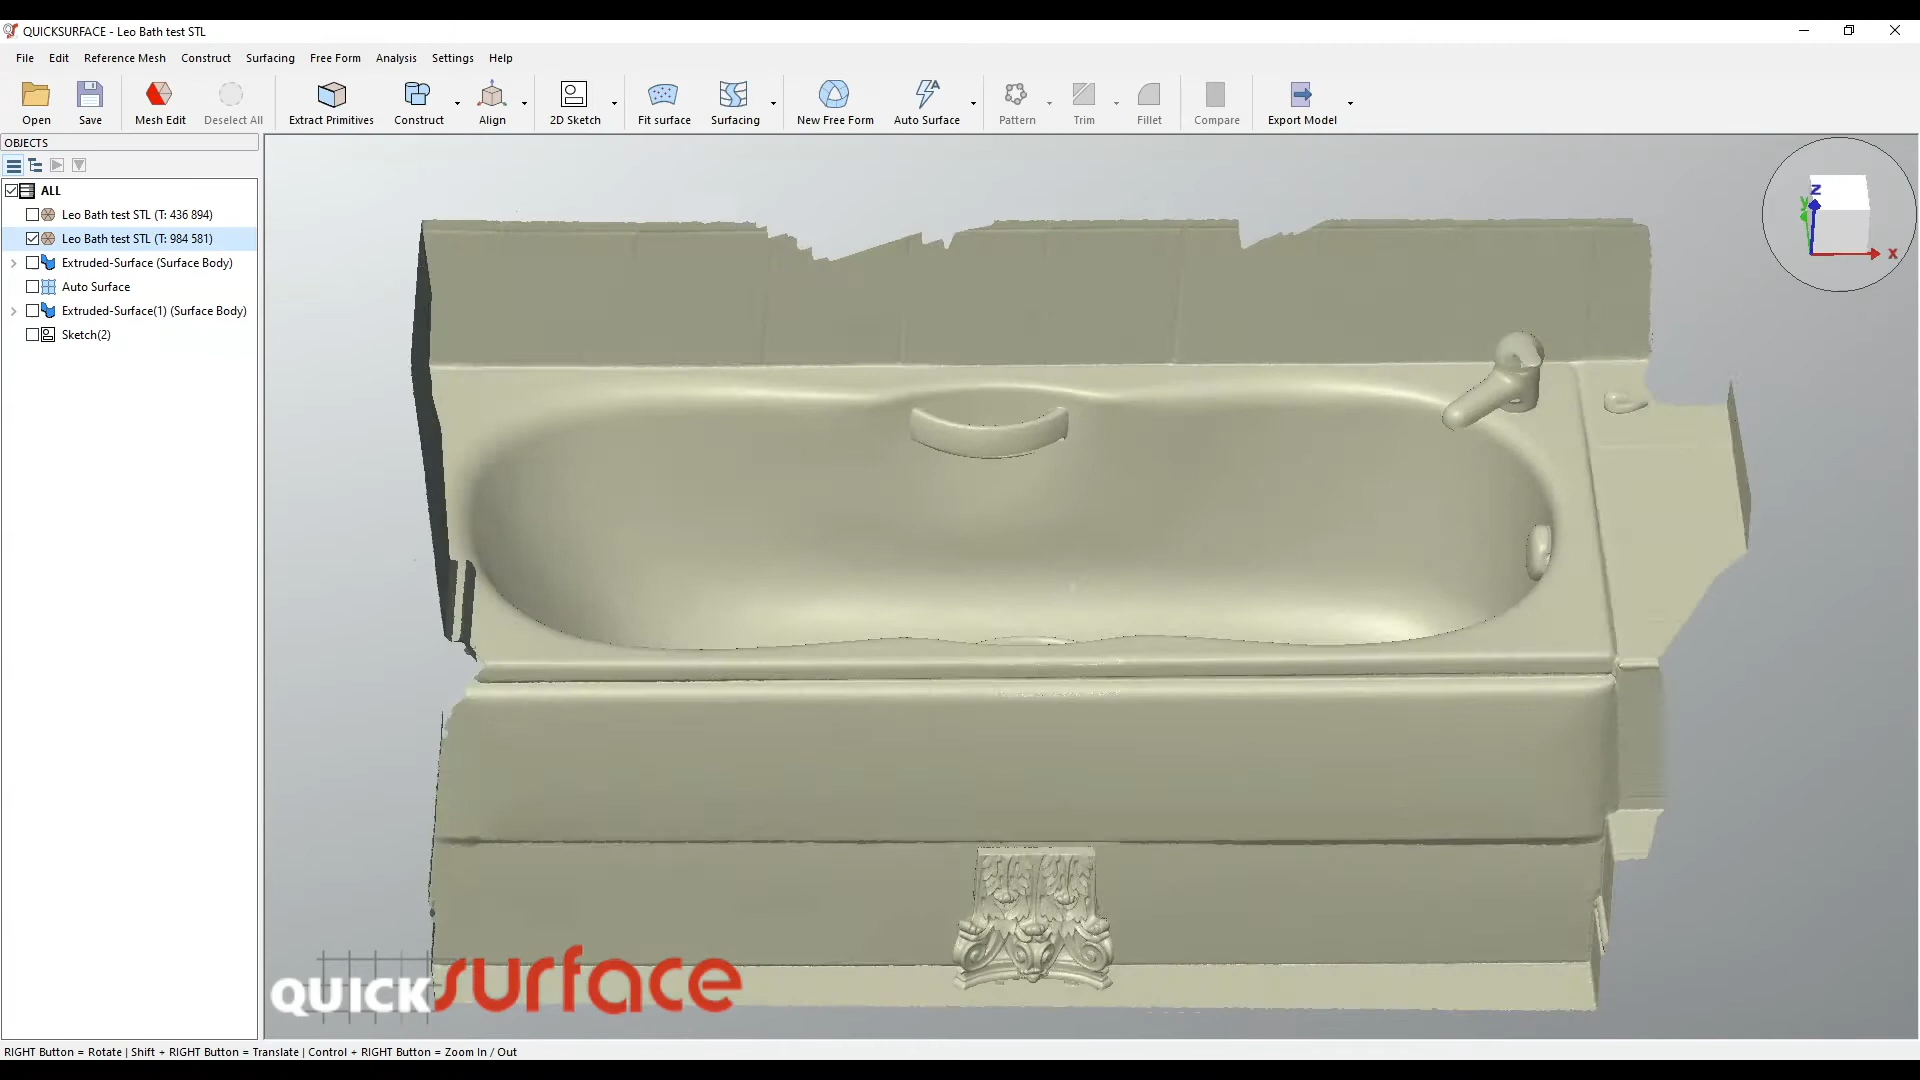 QUICKSURFACE - Leo Bath test STL
File Edit Reference Mesh Construct Surfacing Free Form Analysis Settings Help
Open Save Mesh Edit Deselect All Extract Primitives Construct Align 2D Sketch Fit surface Surfacing New Free Form Auto Surface Pattern Trim Fillet Compare Export Model
OBJECTS
ALL
Leo Bath test STL (T: 436 894)
Leo Bath test STL (T: 984 581)
Extruded-Surface (Surface Body)
Auto Surface
Extruded-Surface(1) (Surface Body)
Sketch(2)
Z
Y
X
QUICKsurface
RIGHT Button = Rotate | Shift + RIGHT Button = Translate | Control + RIGHT Button = Zoom In / Out